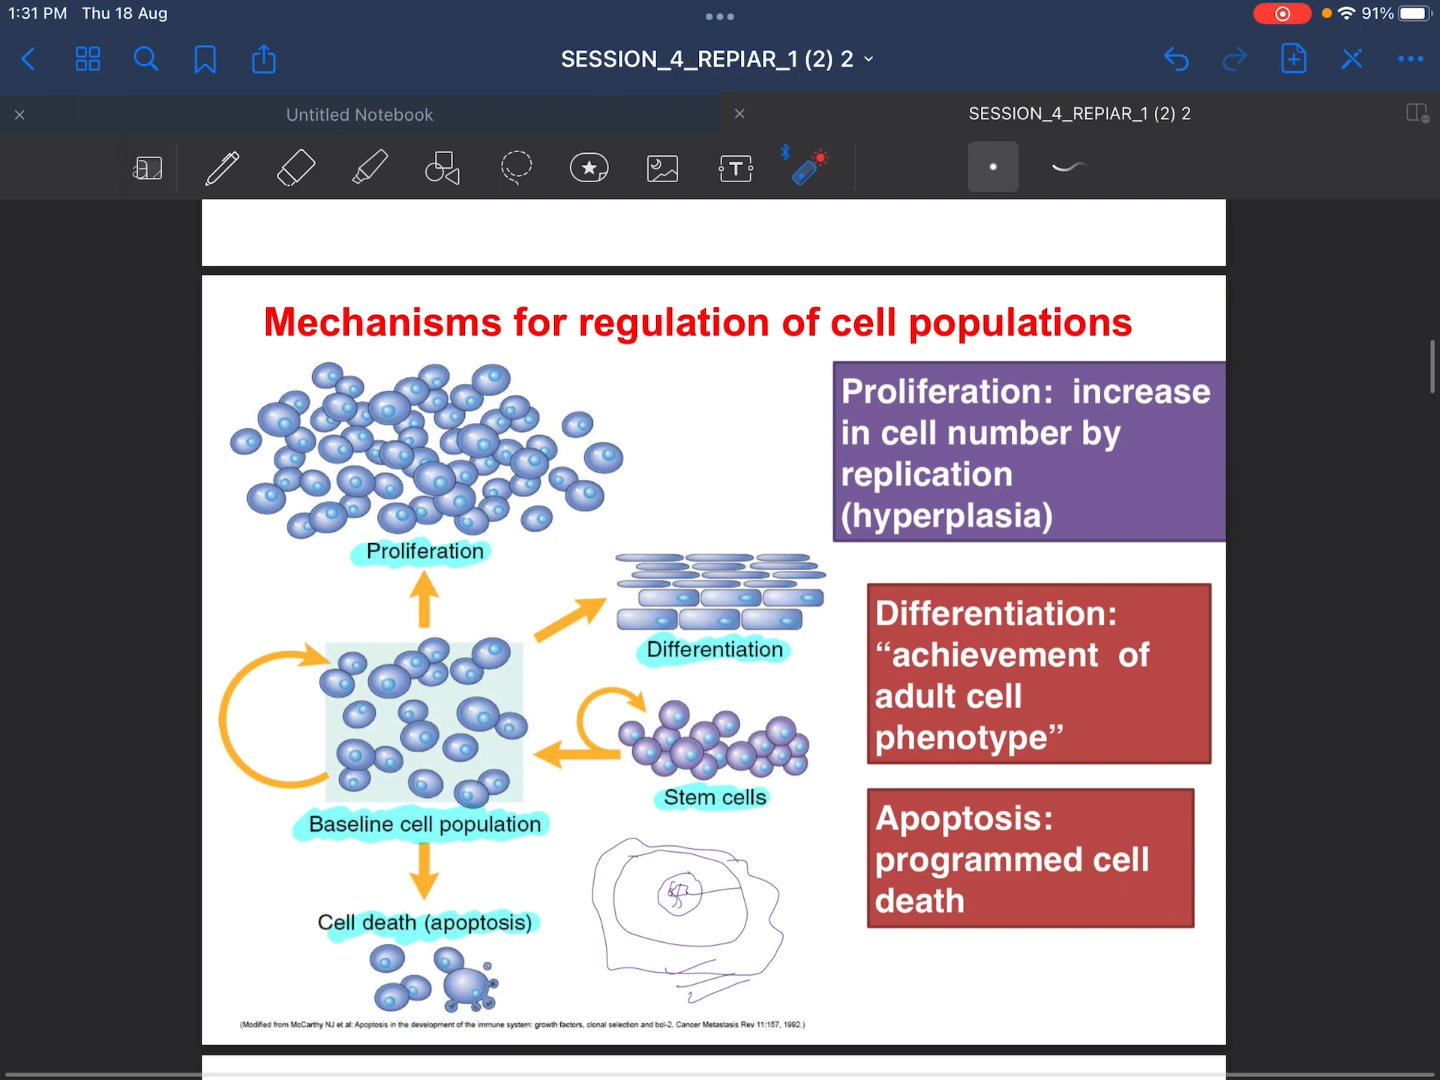 1:31 PM Thu 18 Aug
91%
SESSION_4_REPIAR_1 (2) 2
Untitled Notebook
SESSION_4_REPIAR_1 (2) 2
a
T
Mechanisms for regulation of cell populations
Proliferation: increase
in cell number by
replication
(hyperplasia)
Proliferation
Differentiation
Differentiation:
“achievement of
adult cell
phenotype”
Stem cells
Baseline cell population
Apoptosis:
programmed cell
death
Cell death (apoptosis)
(Modified from McCarthy NJ et al: Apoptosis in the development of the immune system: growth factors, clonal selection and bcl-2. Cancer Metastasis Rev 11:157, 1992.)